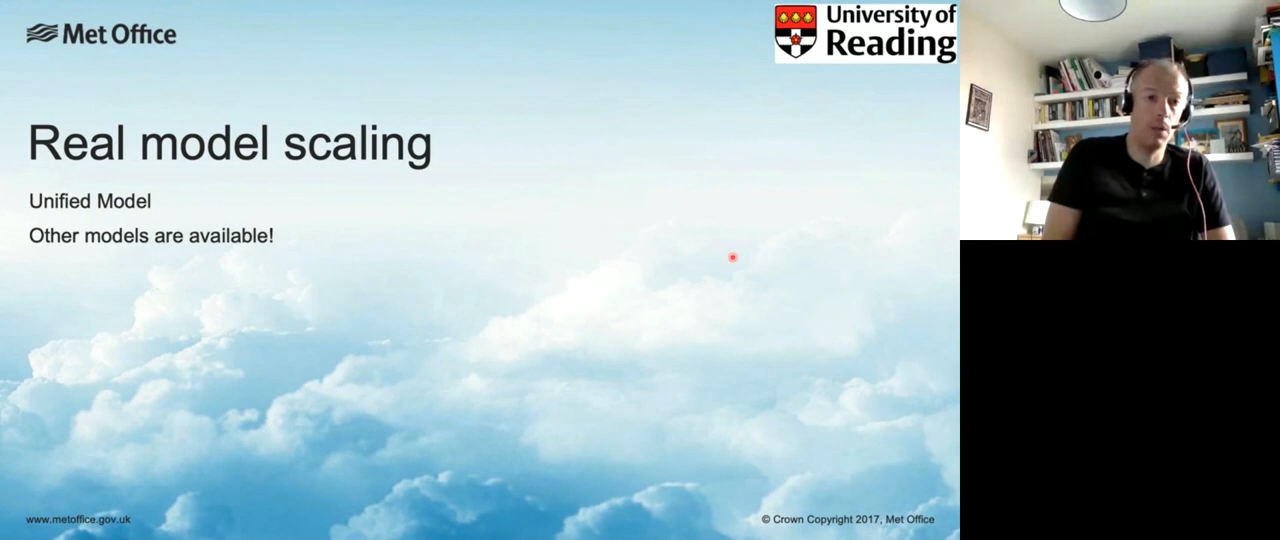 Met Office
University of
Reading
Real model scaling
Unified Model
Other models are available!
www.metoffice.gov.uk
© Crown Copyright 2017, Met Office